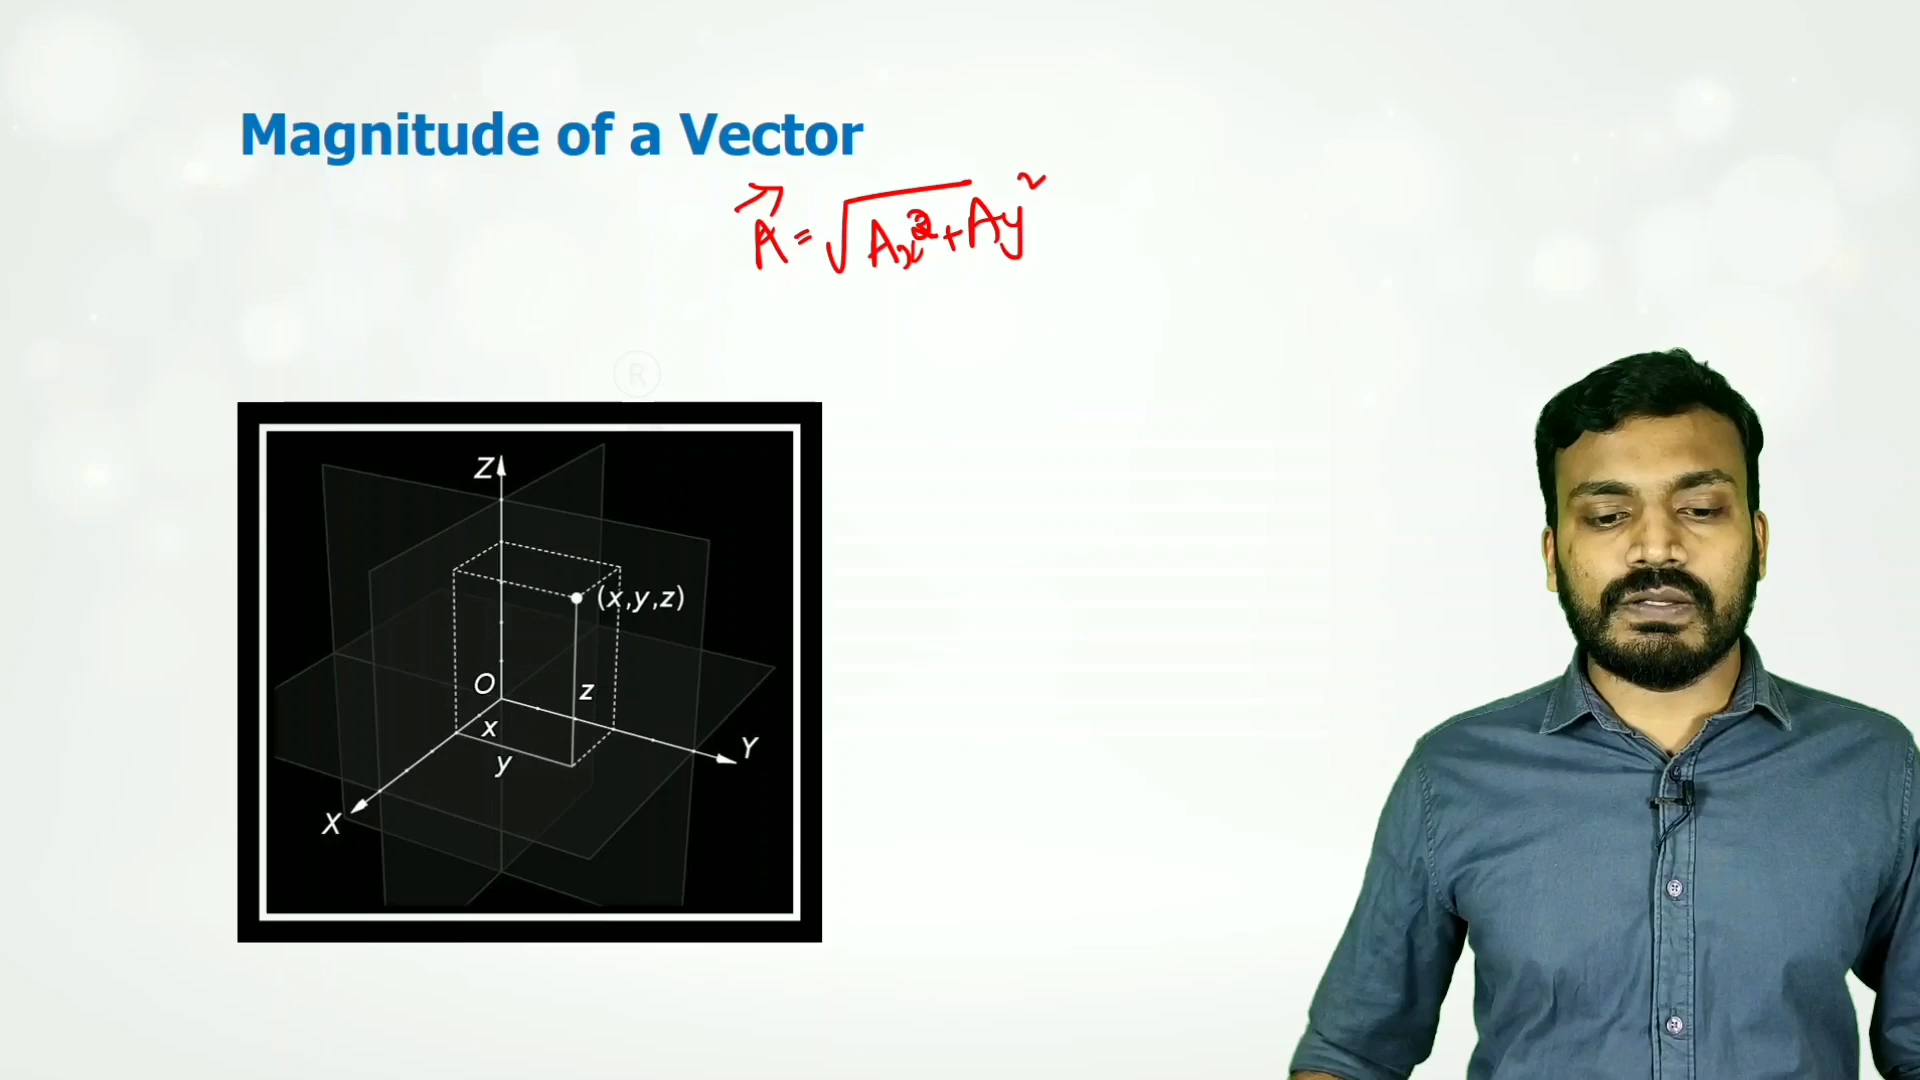 Magnitude of a Vector
A⃗ = √Ax² + Ay²
®
Z
(x,y,z)
O
z
x
Y
y
X